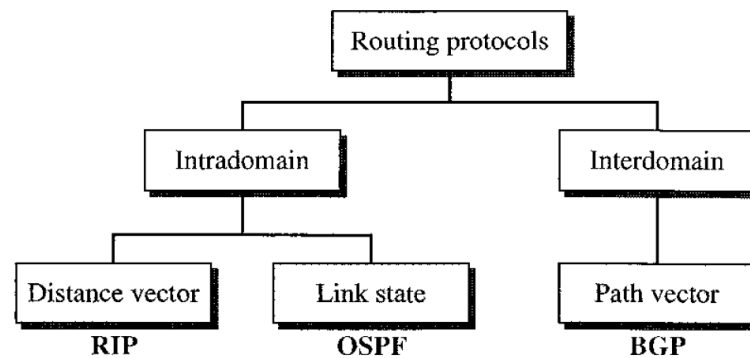 Routing protocols
Intradomain
Interdomain
Distance vector
Link state
Path vector
RIP
OSPF
BGP